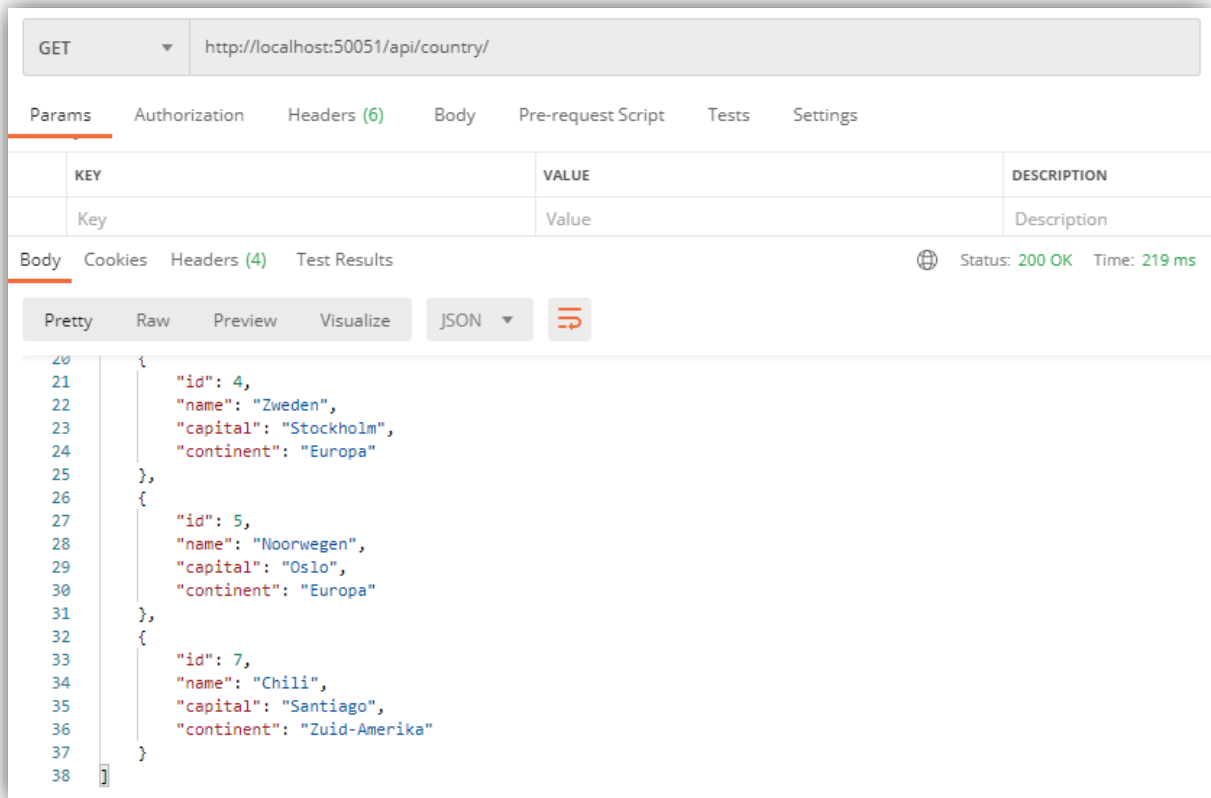 GET http://localhost:50051/api/country/
Params Authorization Headers (6) Body Pre-request Script Tests Settings
KEY VALUE DESCRIPTION
Key Value Description
Body Cookies Headers (4) Test Results Status: 200 OK Time: 219 ms
Pretty Raw Preview Visualize JSON
20 {
21 "id": 4,
22 "name": "Zweden",
23 "capital": "Stockholm",
24 "continent": "Europa"
25 },
26 {
27 "id": 5,
28 "name": "Noorwegen",
29 "capital": "Oslo",
30 "continent": "Europa"
31 },
32 {
33 "id": 7,
34 "name": "Chili",
35 "capital": "Santiago",
36 "continent": "Zuid-Amerika"
37 }
38 ]